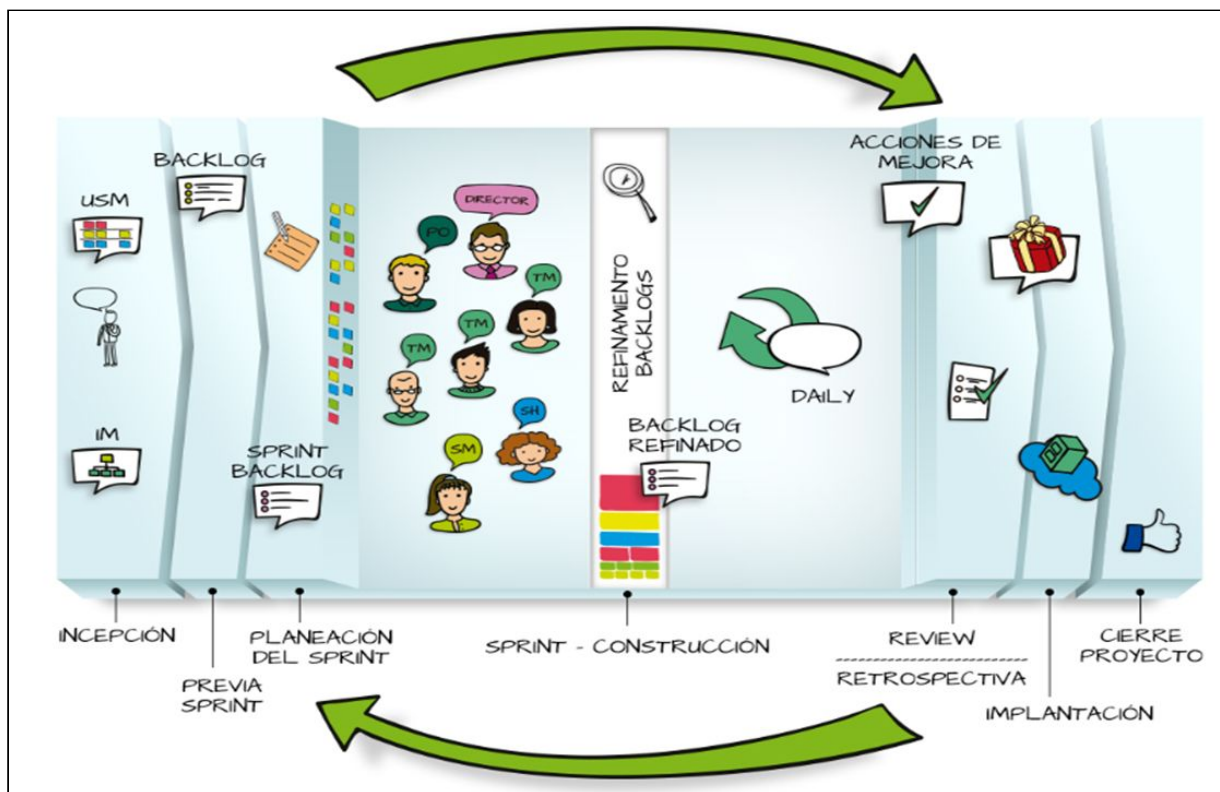 BACKLOG
USM
IM
SPRINT
BACKLOG
DIRECTOR
PO
TM
TM
TM
SH
SM
REFINAMIENTO
BACKLOGS
BACKLOG
REFINADO
DAILY
ACCIONES DE
MEJORA
INCEPCIÓN
PREVIA
SPRINT
PLANEACIÓN
DEL SPRINT
SPRINT - CONSTRUCCIÓN
REVIEW
RETROSPECTIVA
IMPLANTACIÓN
CIERRE
PROYECTO